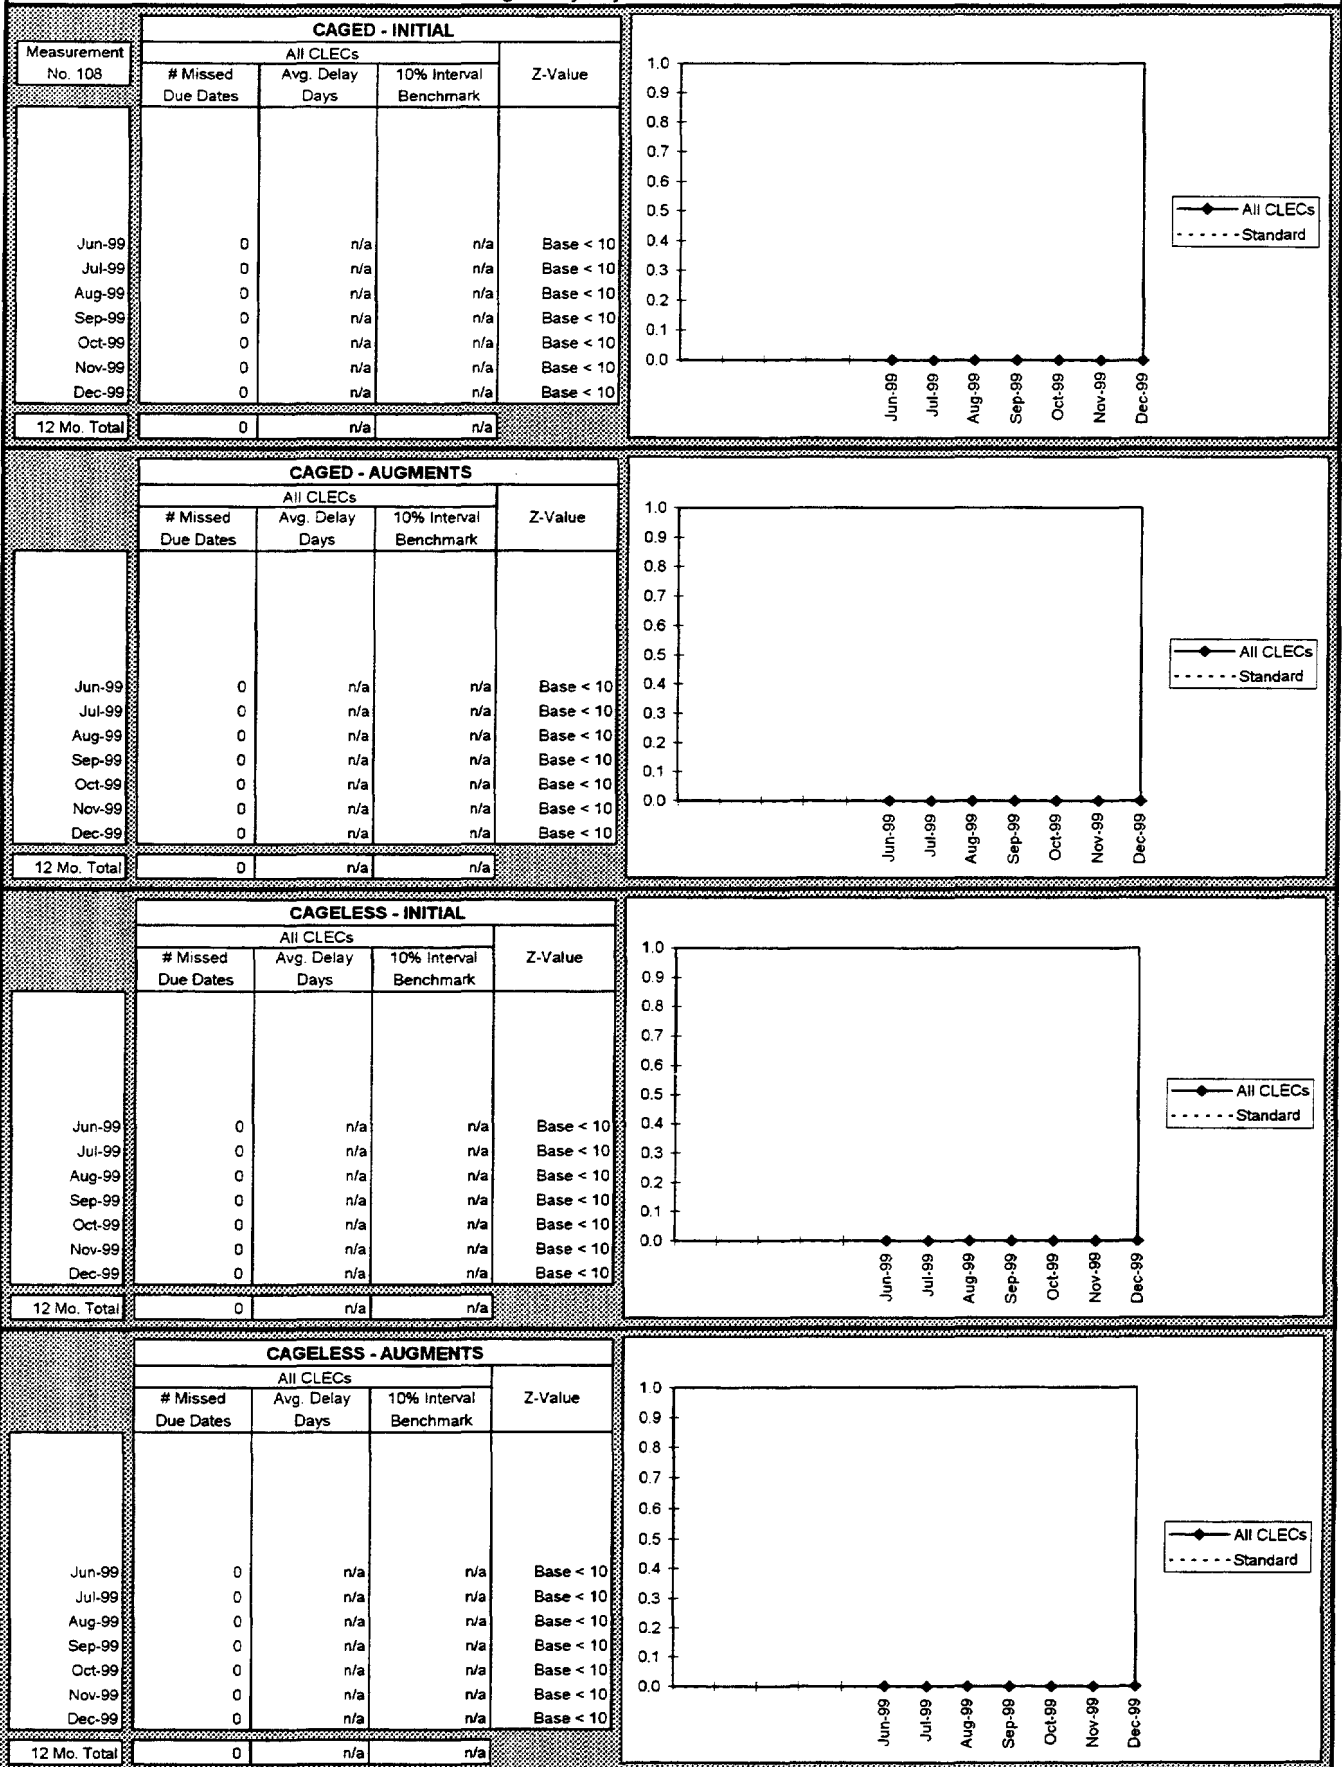 CAGED - INITIAL
Measurement No. 108
All CLECs
# Missed Due Dates Avg. Delay Days 10% Interval Benchmark Z-Value
Jun-99 0 n/a n/a Base < 10
Jul-99 0 n/a n/a Base < 10
Aug-99 0 n/a n/a Base < 10
Sep-99 0 n/a n/a Base < 10
Oct-99 0 n/a n/a Base < 10
Nov-99 0 n/a n/a Base < 10
Dec-99 0 n/a n/a Base < 10
12 Mo. Total 0 n/a n/a
1.0
0.9
0.8
0.7
0.6
0.5
0.4
0.3
0.2
0.1
0.0
Jun-99 Jul-99 Aug-99 Sep-99 Oct-99 Nov-99 Dec-99
All CLECs
Standard
CAGED - AUGMENTS
All CLECs
# Missed Due Dates Avg. Delay Days 10% Interval Benchmark Z-Value
Jun-99 0 n/a n/a Base < 10
Jul-99 0 n/a n/a Base < 10
Aug-99 0 n/a n/a Base < 10
Sep-99 0 n/a n/a Base < 10
Oct-99 0 n/a n/a Base < 10
Nov-99 0 n/a n/a Base < 10
Dec-99 0 n/a n/a Base < 10
12 Mo. Total 0 n/a n/a
1.0
0.9
0.8
0.7
0.6
0.5
0.4
0.3
0.2
0.1
0.0
Jun-99 Jul-99 Aug-99 Sep-99 Oct-99 Nov-99 Dec-99
All CLECs
Standard
CAGELESS - INITIAL
All CLECs
# Missed Due Dates Avg. Delay Days 10% Interval Benchmark Z-Value
Jun-99 0 n/a n/a Base < 10
Jul-99 0 n/a n/a Base < 10
Aug-99 0 n/a n/a Base < 10
Sep-99 0 n/a n/a Base < 10
Oct-99 0 n/a n/a Base < 10
Nov-99 0 n/a n/a Base < 10
Dec-99 0 n/a n/a Base < 10
12 Mo. Total 0 n/a n/a
1.0
0.9
0.8
0.7
0.6
0.5
0.4
0.3
0.2
0.1
0.0
Jun-99 Jul-99 Aug-99 Sep-99 Oct-99 Nov-99 Dec-99
All CLECs
Standard
CAGELESS - AUGMENTS
All CLECs
# Missed Due Dates Avg. Delay Days 10% Interval Benchmark Z-Value
Jun-99 0 n/a n/a Base < 10
Jul-99 0 n/a n/a Base < 10
Aug-99 0 n/a n/a Base < 10
Sep-99 0 n/a n/a Base < 10
Oct-99 0 n/a n/a Base < 10
Nov-99 0 n/a n/a Base < 10
Dec-99 0 n/a n/a Base < 10
12 Mo. Total 0 n/a n/a
1.0
0.9
0.8
0.7
0.6
0.5
0.4
0.3
0.2
0.1
0.0
Jun-99 Jul-99 Aug-99 Sep-99 Oct-99 Nov-99 Dec-99
All CLECs
Standard